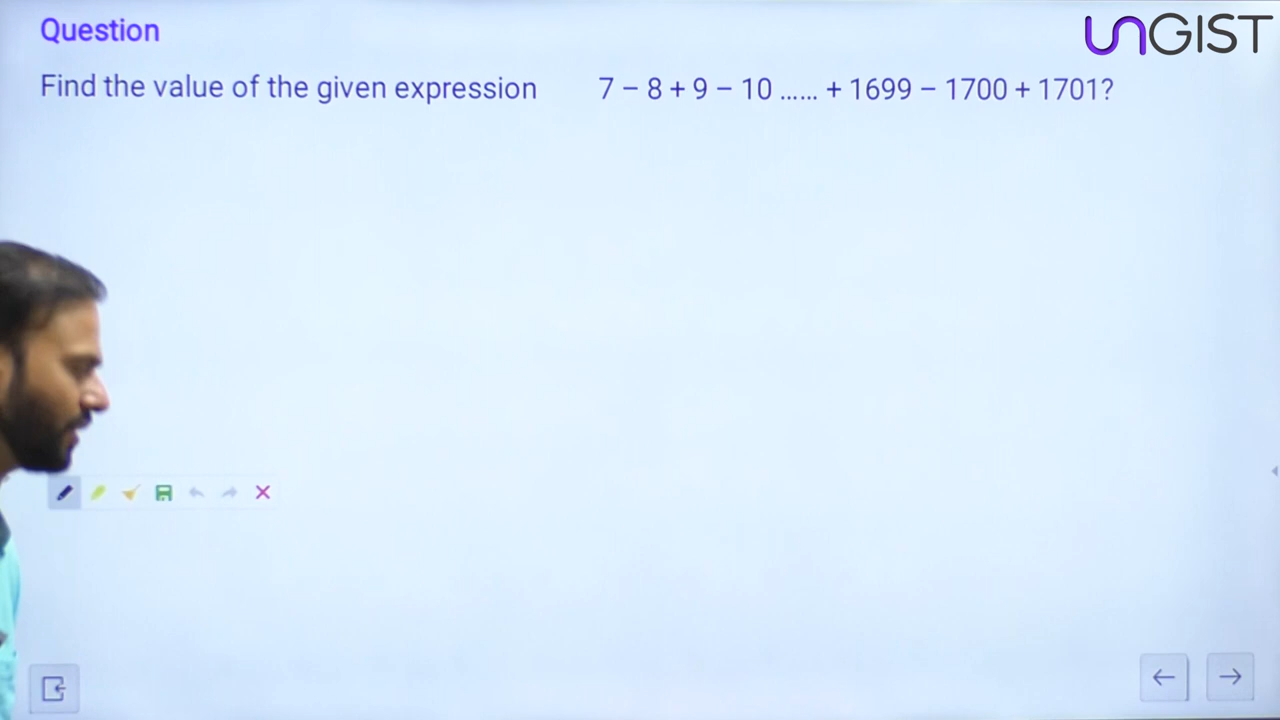 Question
UNGIST
Find the value of the given expression 7 – 8 + 9 – 10 ...... + 1699 – 1700 + 1701?